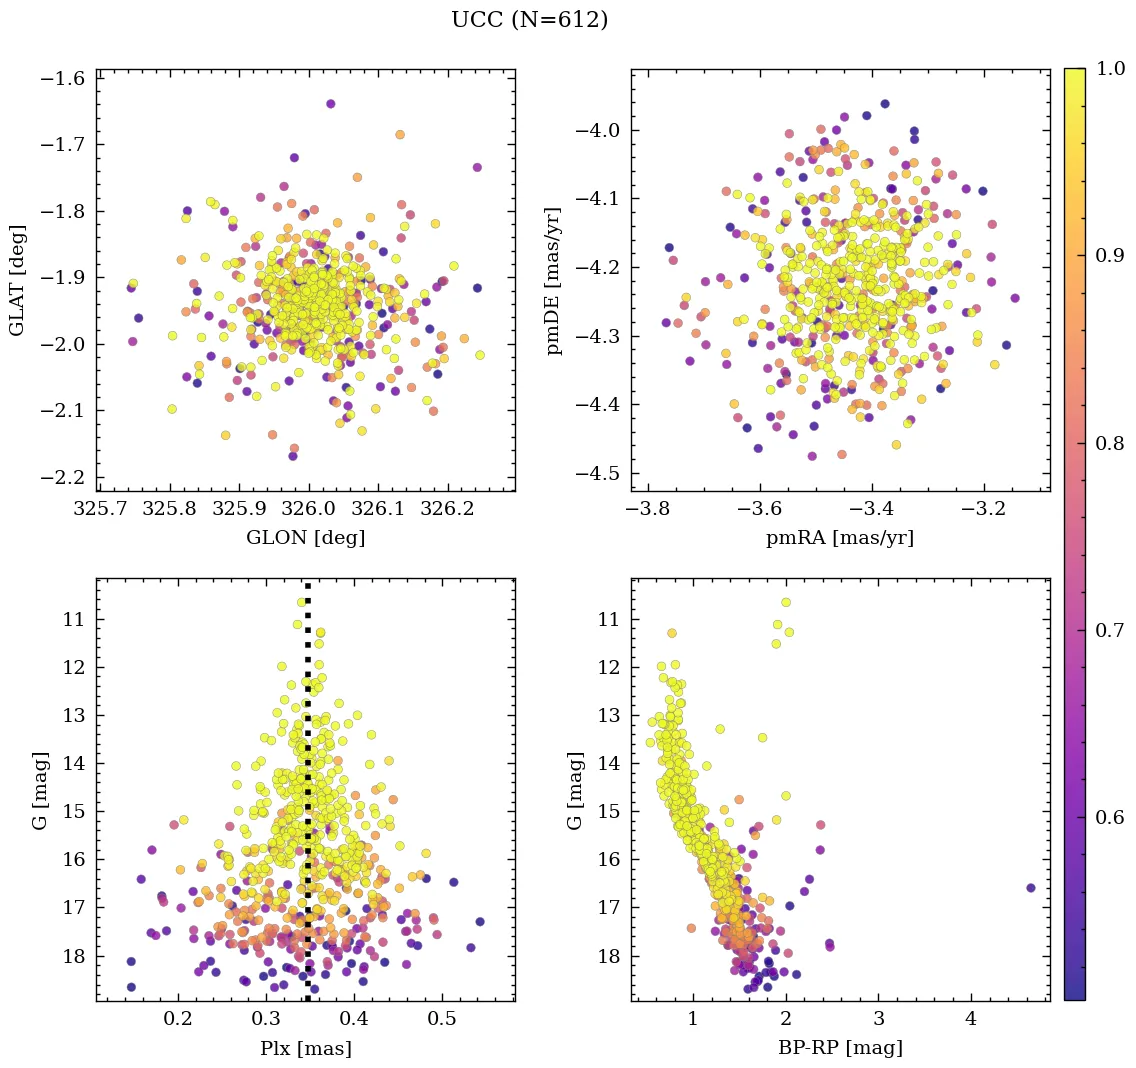 UCC (N=612)
−1.6
−1.7
−1.8
−1.9
−2.0
−2.1
−2.2
GLAT [deg]
325.7 325.8 325.9 326.0 326.1 326.2
GLON [deg]
−4.0
−4.1
−4.2
−4.3
−4.4
−4.5
pmDE [mas/yr]
−3.8 −3.6 −3.4 −3.2
pmRA [mas/yr]
1.0
0.9
0.8
0.7
0.6
11
12
13
14
15
16
17
18
G [mag]
0.2 0.3 0.4 0.5
Plx [mas]
11
12
13
14
15
16
17
18
G [mag]
1 2 3 4
BP-RP [mag]